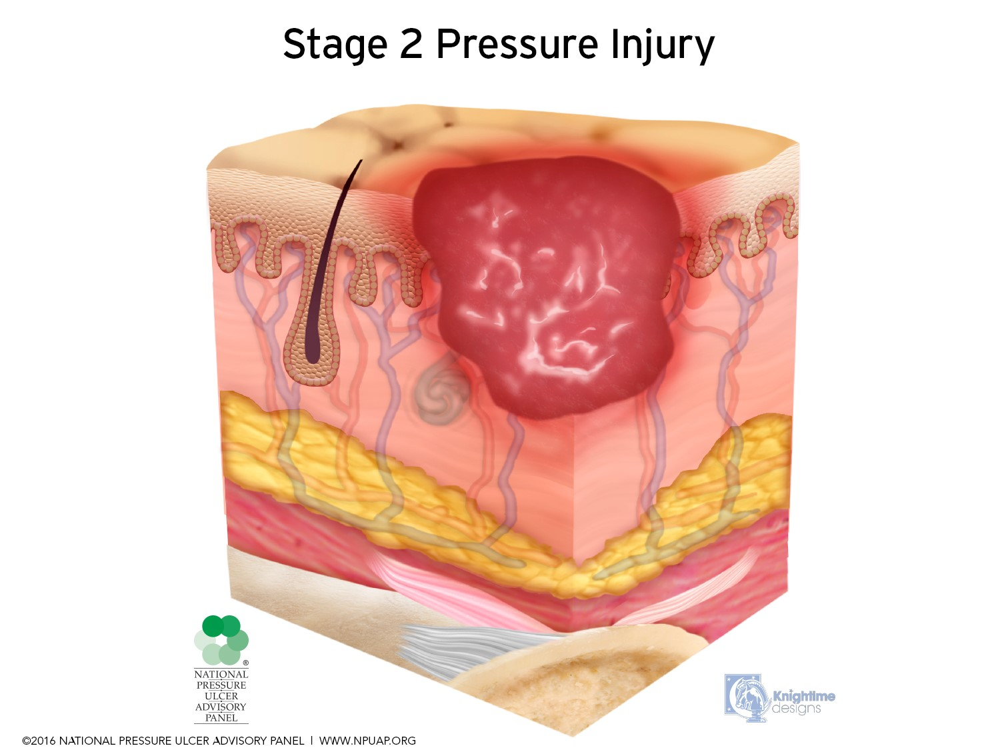 Stage 2 Pressure Injury
®
NATIONAL
PRESSURE
ULCER
ADVISORY
PANEL
Knightime
designs
©2016 NATIONAL PRESSURE ULCER ADVISORY PANEL | WWW.NPUAP.ORG